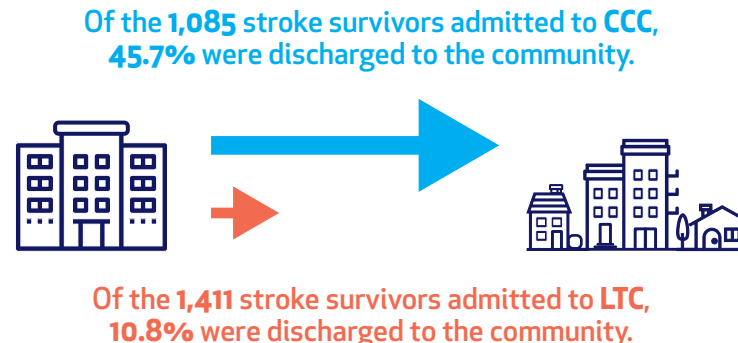 Of the 1,085 stroke survivors admitted to CCC,
45.7% were discharged to the community.
Of the 1,411 stroke survivors admitted to LTC,
10.8% were discharged to the community.